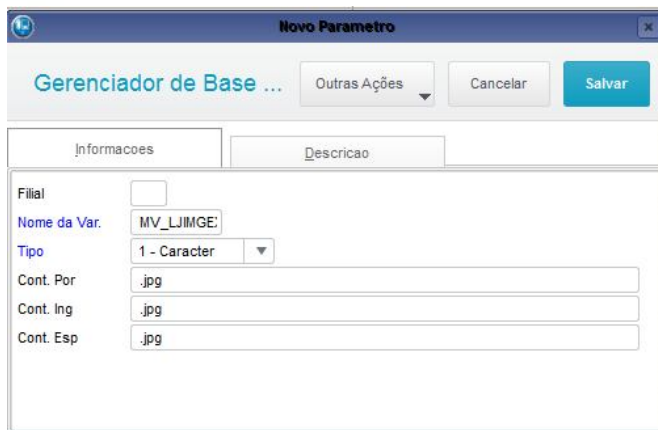 Novo Parametro
Gerenciador de Base ...
Outras Ações
Cancelar
Salvar
Informacoes
Descricao
Filial
Nome da Var. MV_LJIMGE
Tipo 1 - Caracter
Cont. Por .jpg
Cont. Ing .jpg
Cont. Esp .jpg